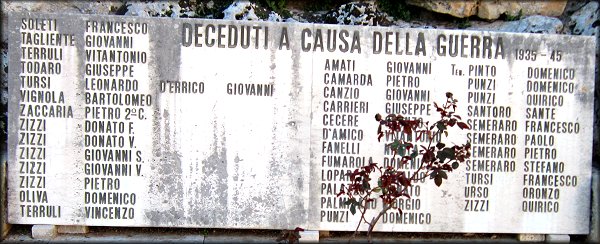 DECEDUTI A CAUSA DELLA GUERRA 1935-45
SOLETI FRANCESCO
TAGLIENTE GIOVANNI
TERRULI VITANTONIO
TODARO GIUSEPPE
TURSI LEONARDO
VIGNOLA BARTOLOMEO
ZACCARIA PIETRO 2º C.
ZIZZI DONATO F.
ZIZZI DONATO V.
ZIZZI GIOVANNI S.
ZIZZI GIOVANNI V.
ZIZZI PIETRO
OLIVA DOMENICO
TERRULI VINCENZO
D'ERRICO GIOVANNI
AMATI GIOVANNI
CAMARDA PIETRO
CANZIO GIOVANNI
CARRIERI GIUSEPPE
CECERE
D'AMICO
FANELLI
PUNZI DOMENICO
Ten. PINTO DOMENICO
PUNZI DOMENICO
PUNZI QUIRICO
SANTORO SANTE
SEMERARO FRANCESCO
SEMERARO PAOLO
SEMERARO PIETRO
SEMERARO STEFANO
TURSI FRANCESCO
URSO ORONZO
ZIZZI QUIRICO